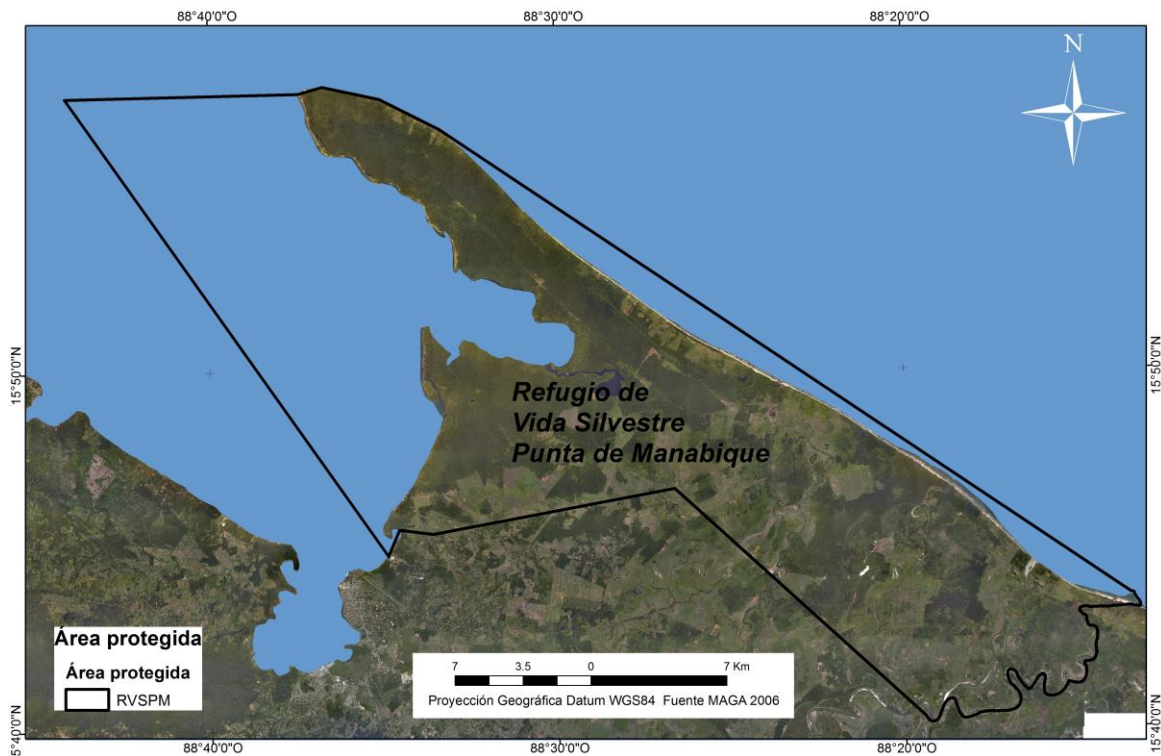 88°40'0"O
88°30'0"O
88°20'0"O
N
15°50'0"N
15°50'0"N
Refugio de
Vida Silvestre
Punta de Manabique
Área protegida
Área protegida
RVSPM
7
3.5
0
7 Km
Proyección Geográfica Datum WGS84 Fuente MAGA 2006
15°40'0"N
15°40'0"N
88°40'0"O
88°30'0"O
88°20'0"O